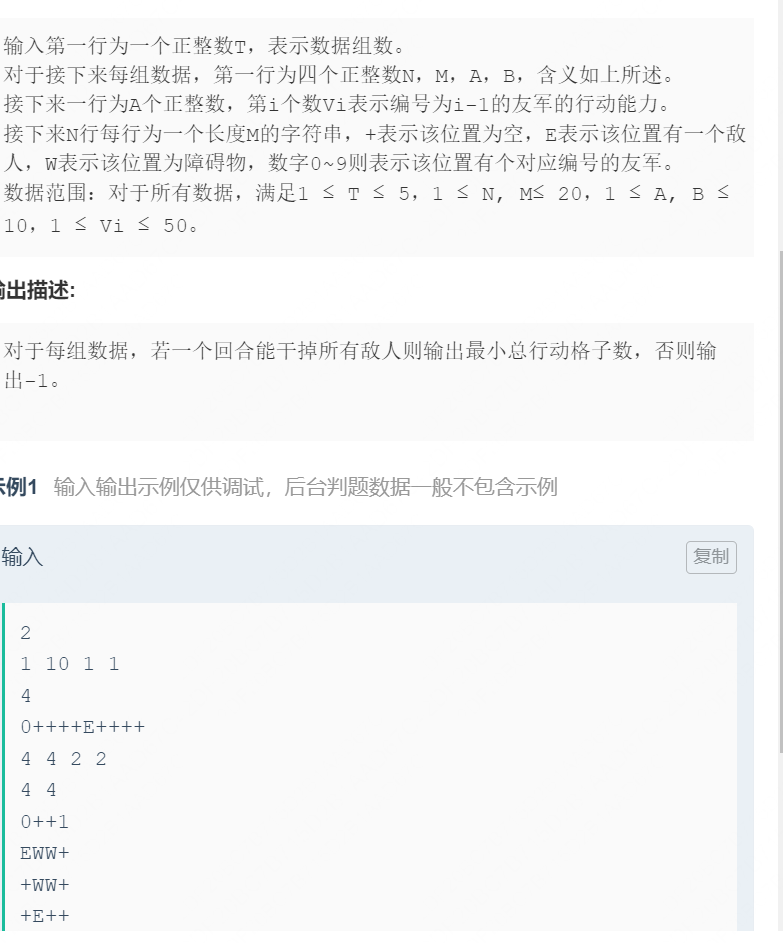 输入第一行为一个正整数T，表示数据组数。
对于接下来每组数据，第一行为四个正整数N，M，A，B，含义如上所述。
接下来一行为A个正整数，第i个数Vi表示编号为i-1的友军的行动能力。
接下来N行每行为一个长度M的字符串，+表示该位置为空，E表示该位置有一个敌
人，W表示该位置为障碍物，数字0~9则表示该位置有个对应编号的友军。
数据范围：对于所有数据，满足1 ≤ T ≤ 5，1 ≤ N, M≤ 20，1 ≤ A, B ≤
10，1 ≤ Vi ≤ 50。
输出描述:
对于每组数据，若一个回合能干掉所有敌人则输出最小总行动格子数，否则输
出-1。
示例1 输入输出示例仅供调试，后台判题数据一般不包含示例
输入
复制
2
1 10 1 1
4
0++++E++++
4 4 2 2
4 4
0++1
EWW+
+WW+
+E++